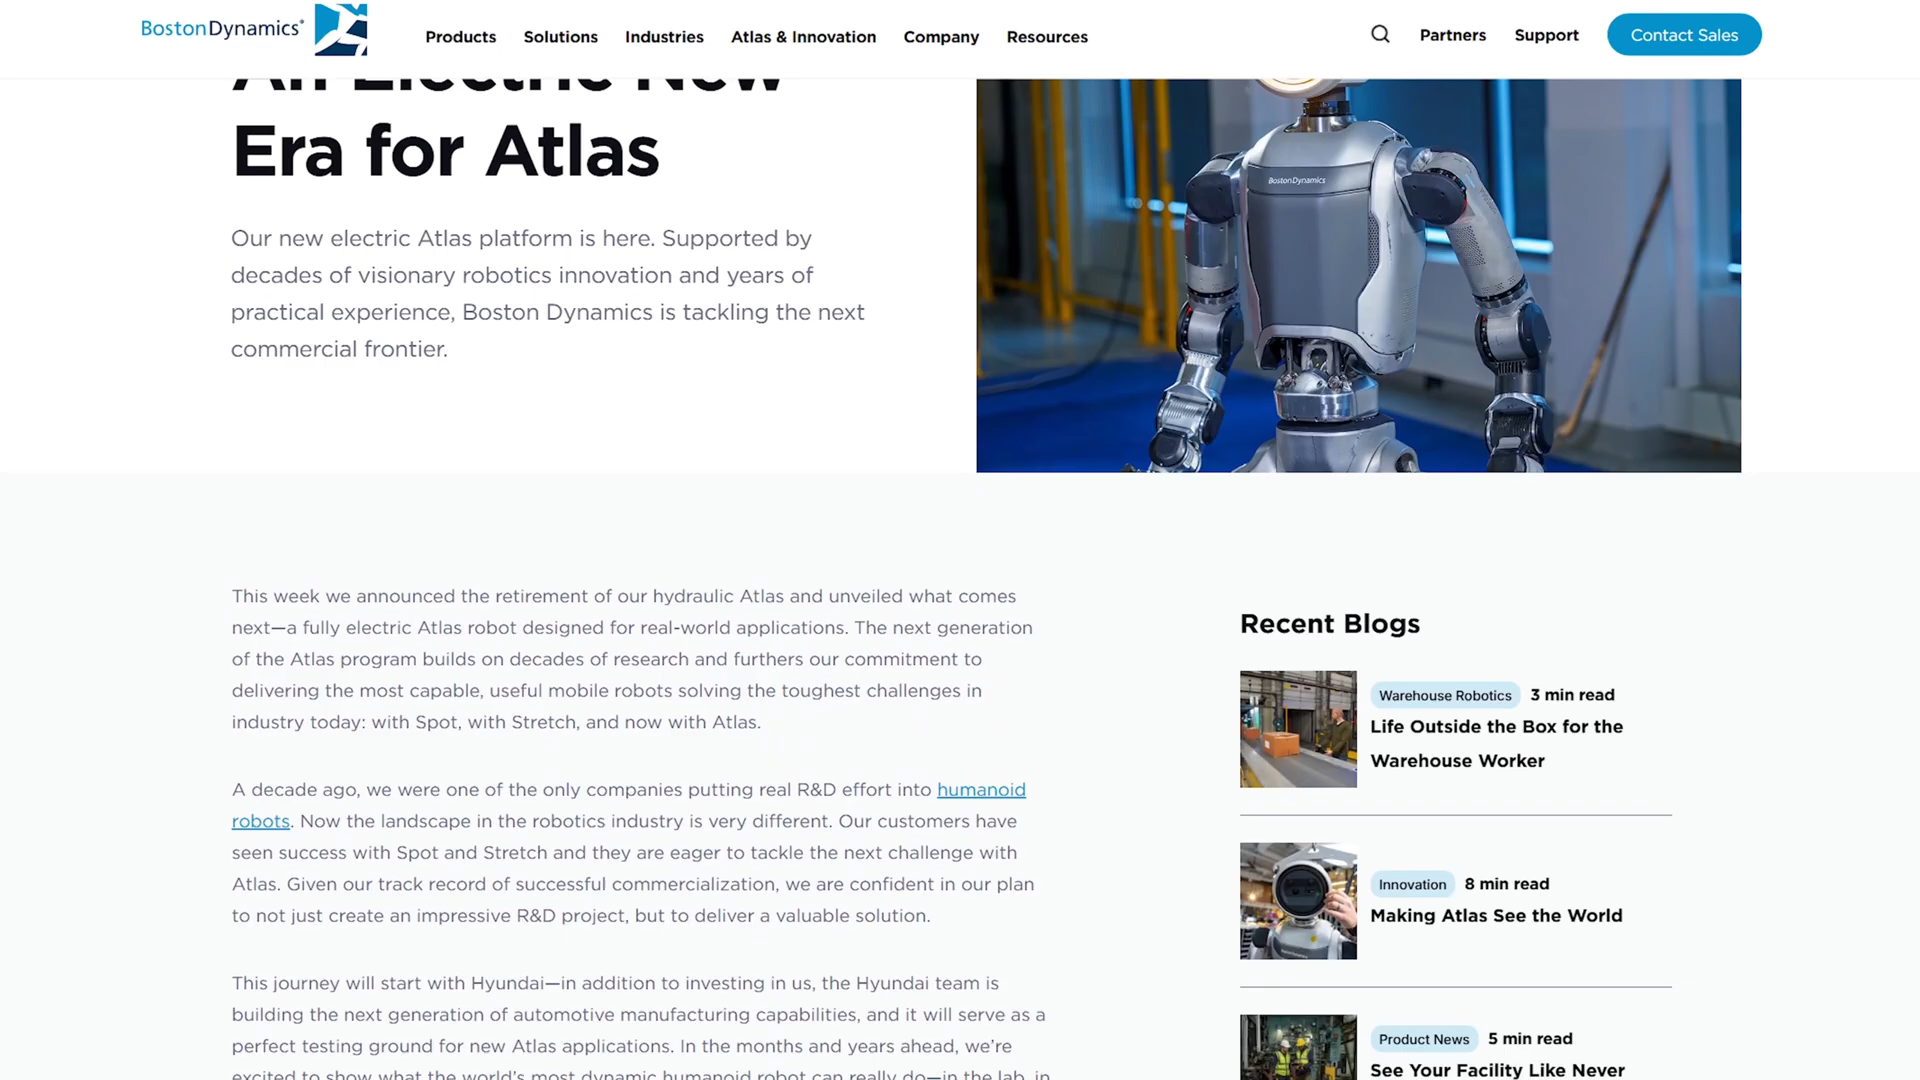 BostonDynamics®
Products Solutions Industries Atlas & Innovation Company Resources
Partners Support Contact Sales
An Electric New
Era for Atlas
Our new electric Atlas platform is here. Supported by
decades of visionary robotics innovation and years of
practical experience, Boston Dynamics is tackling the next
commercial frontier.
BostonDynamics
This week we announced the retirement of our hydraulic Atlas and unveiled what comes
next—a fully electric Atlas robot designed for real-world applications. The next generation
of the Atlas program builds on decades of research and furthers our commitment to
delivering the most capable, useful mobile robots solving the toughest challenges in
industry today: with Spot, with Stretch, and now with Atlas.
A decade ago, we were one of the only companies putting real R&D effort into humanoid
robots. Now the landscape in the robotics industry is very different. Our customers have
seen success with Spot and Stretch and they are eager to tackle the next challenge with
Atlas. Given our track record of successful commercialization, we are confident in our plan
to not just create an impressive R&D project, but to deliver a valuable solution.
This journey will start with Hyundai—in addition to investing in us, the Hyundai team is
building the next generation of automotive manufacturing capabilities, and it will serve as a
perfect testing ground for new Atlas applications. In the months and years ahead, we're
excited to show what the world's most dynamic humanoid robot can really do—in the lab, in
Recent Blogs
Warehouse Robotics 3 min read
Life Outside the Box for the
Warehouse Worker
Innovation 8 min read
Making Atlas See the World
Product News 5 min read
See Your Facility Like Never